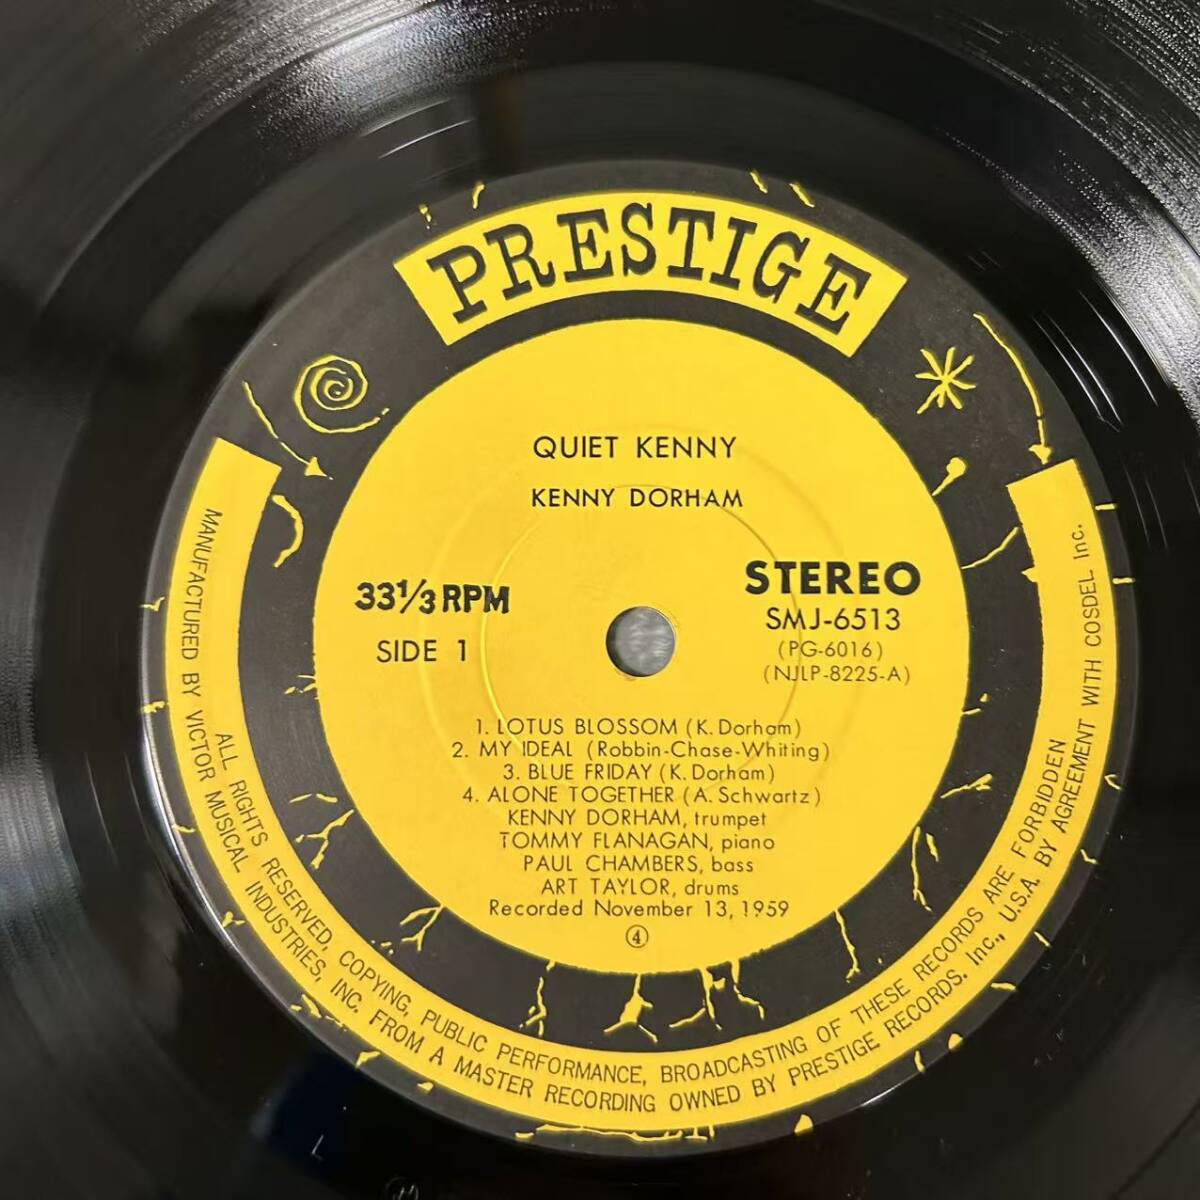 PRESTIGE
QUIET KENNY
KENNY DORHAM
33⅓ RPM
SIDE 1
STEREO
SMJ-6513
(PG-6016)
(NJLP-8225-A)
1. LOTUS BLOSSOM (K. Dorham)
2. MY IDEAL (Robbin-Chase-Whiting)
3. BLUE FRIDAY (K. Dorham)
4. ALONE TOGETHER (A. Schwartz)
KENNY DORHAM, trumpet
TOMMY FLANAGAN, piano
PAUL CHAMBERS, bass
ART TAYLOR, drums
Recorded November 13, 1959
④
ALL RIGHTS RESERVED, COPYING, PUBLIC PERFORMANCE, BROADCASTING OF THESE RECORDS ARE FORBIDDEN
MANUFACTURED BY VICTOR MUSICAL INDUSTRIES, INC. FROM A MASTER RECORDING OWNED BY PRESTIGE RECORDS. Inc., U.S.A. BY AGREEMENT WITH COSDEL Inc.
L